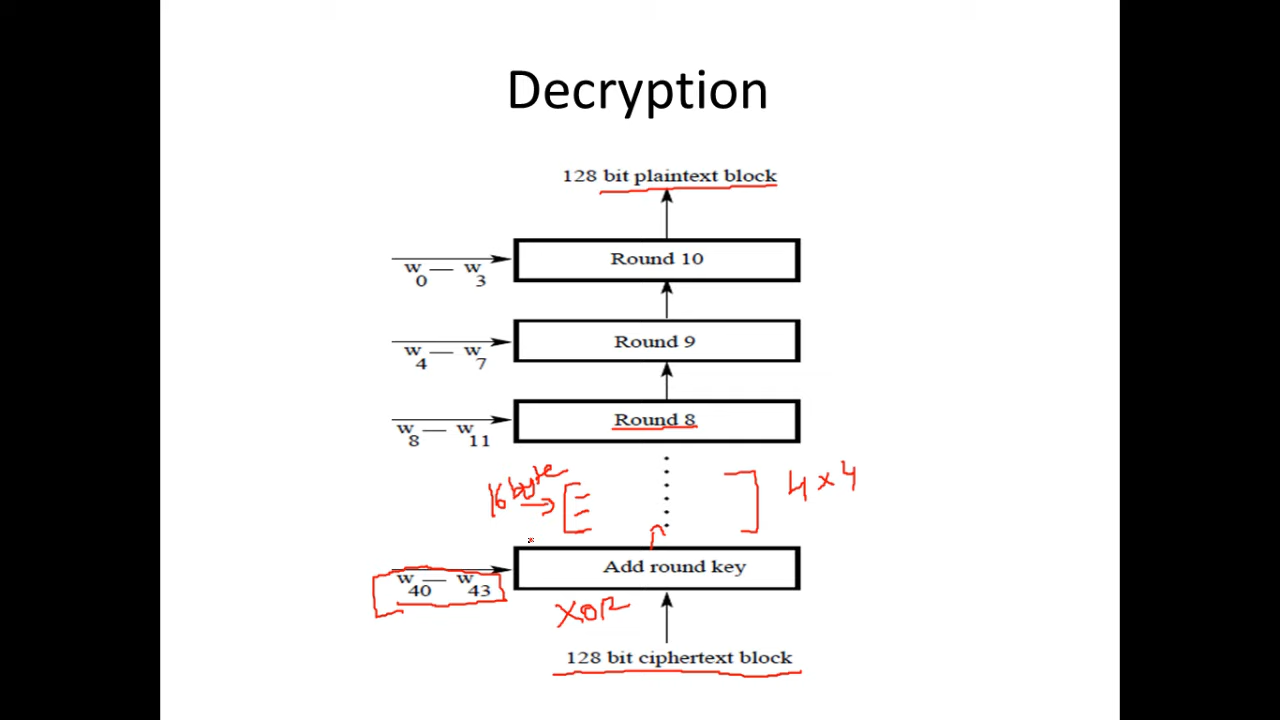 Decryption
128 bit plaintext block
w0 — w3 Round 10
w4 — w7 Round 9
w8 — w11 Round 8
16 byte 4 x 4
w40 — w43 Add round key
XOR
128 bit ciphertext block